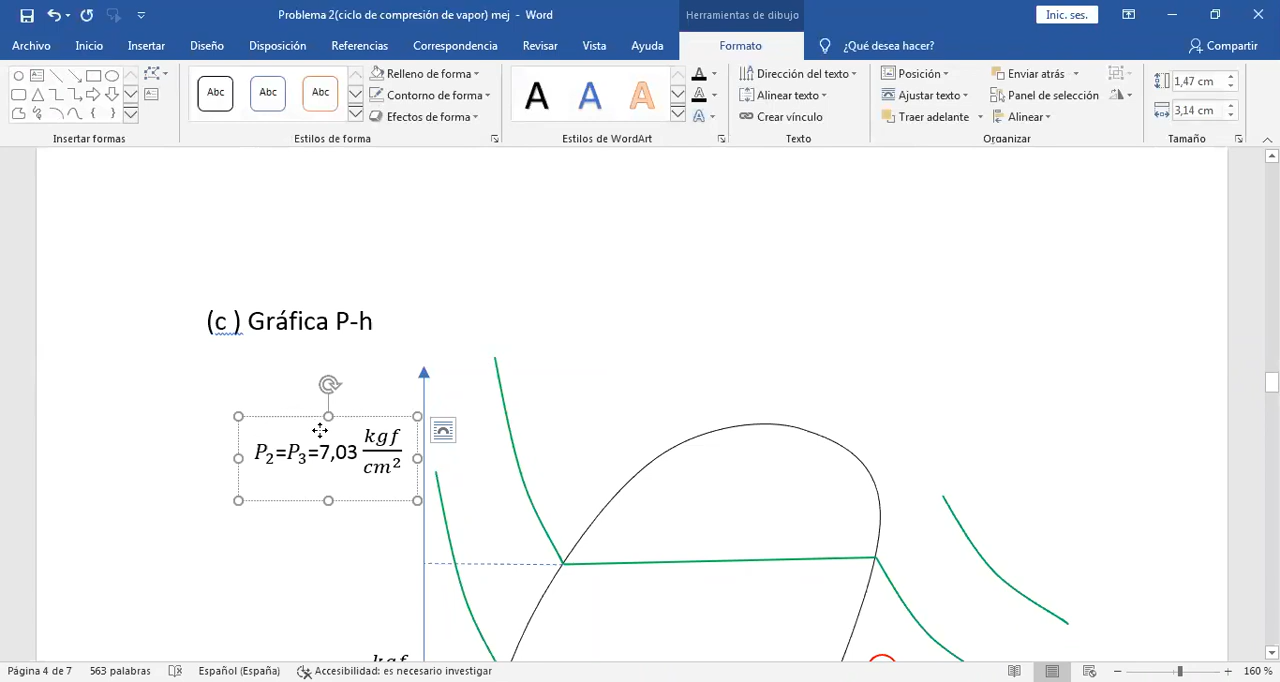 Problema 2(ciclo de compresión de vapor) mej - Word
Herramientas de dibujo
Inic. ses.
Archivo Inicio Insertar Diseño Disposición Referencias Correspondencia Revisar Vista Ayuda Formato ¿Qué desea hacer? Compartir
Abc Abc Abc
Relleno de forma
Contorno de forma
Efectos de forma
A A A
Dirección del texto
Alinear texto
Crear vínculo
Posición
Ajustar texto
Traer adelante
Enviar atrás
Panel de selección
Alinear
1,47 cm
3,14 cm
Insertar formas Estilos de forma Estilos de WordArt Texto Organizar Tamaño
(c ) Gráfica P-h
P₂=P₃=7,03 kgf/cm²
kgf
Página 4 de 7 563 palabras Español (España) Accesibilidad: es necesario investigar 160 %